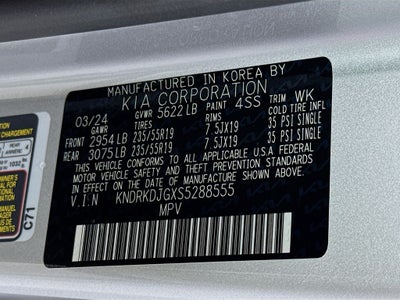 MANUFACTURED IN KOREA BY
KIA CORPORATION
03/24 GVWR 5622 LB PAINT 4SS TRIM WK
GAWR TIRES RIMS COLD TIRE INFL
FRONT 2954 LB 235/55R19 7.5JX19 35 PSI SINGLE
REAR 3075 LB 235/55R19 7.5JX19 35 PSI SINGLE
THIS VEHICLE CONFORMS TO ALL APPLICABLE FEDERAL
MOTOR VEHICLE SAFETY AND THEFT PREVENTION STANDARDS
IN EFFECT ON THE DATE OF MANUFACTURE SHOWN ABOVE
V.I.N KNDRKDJGXS5288555
MPV
CHARGEMENT
C71